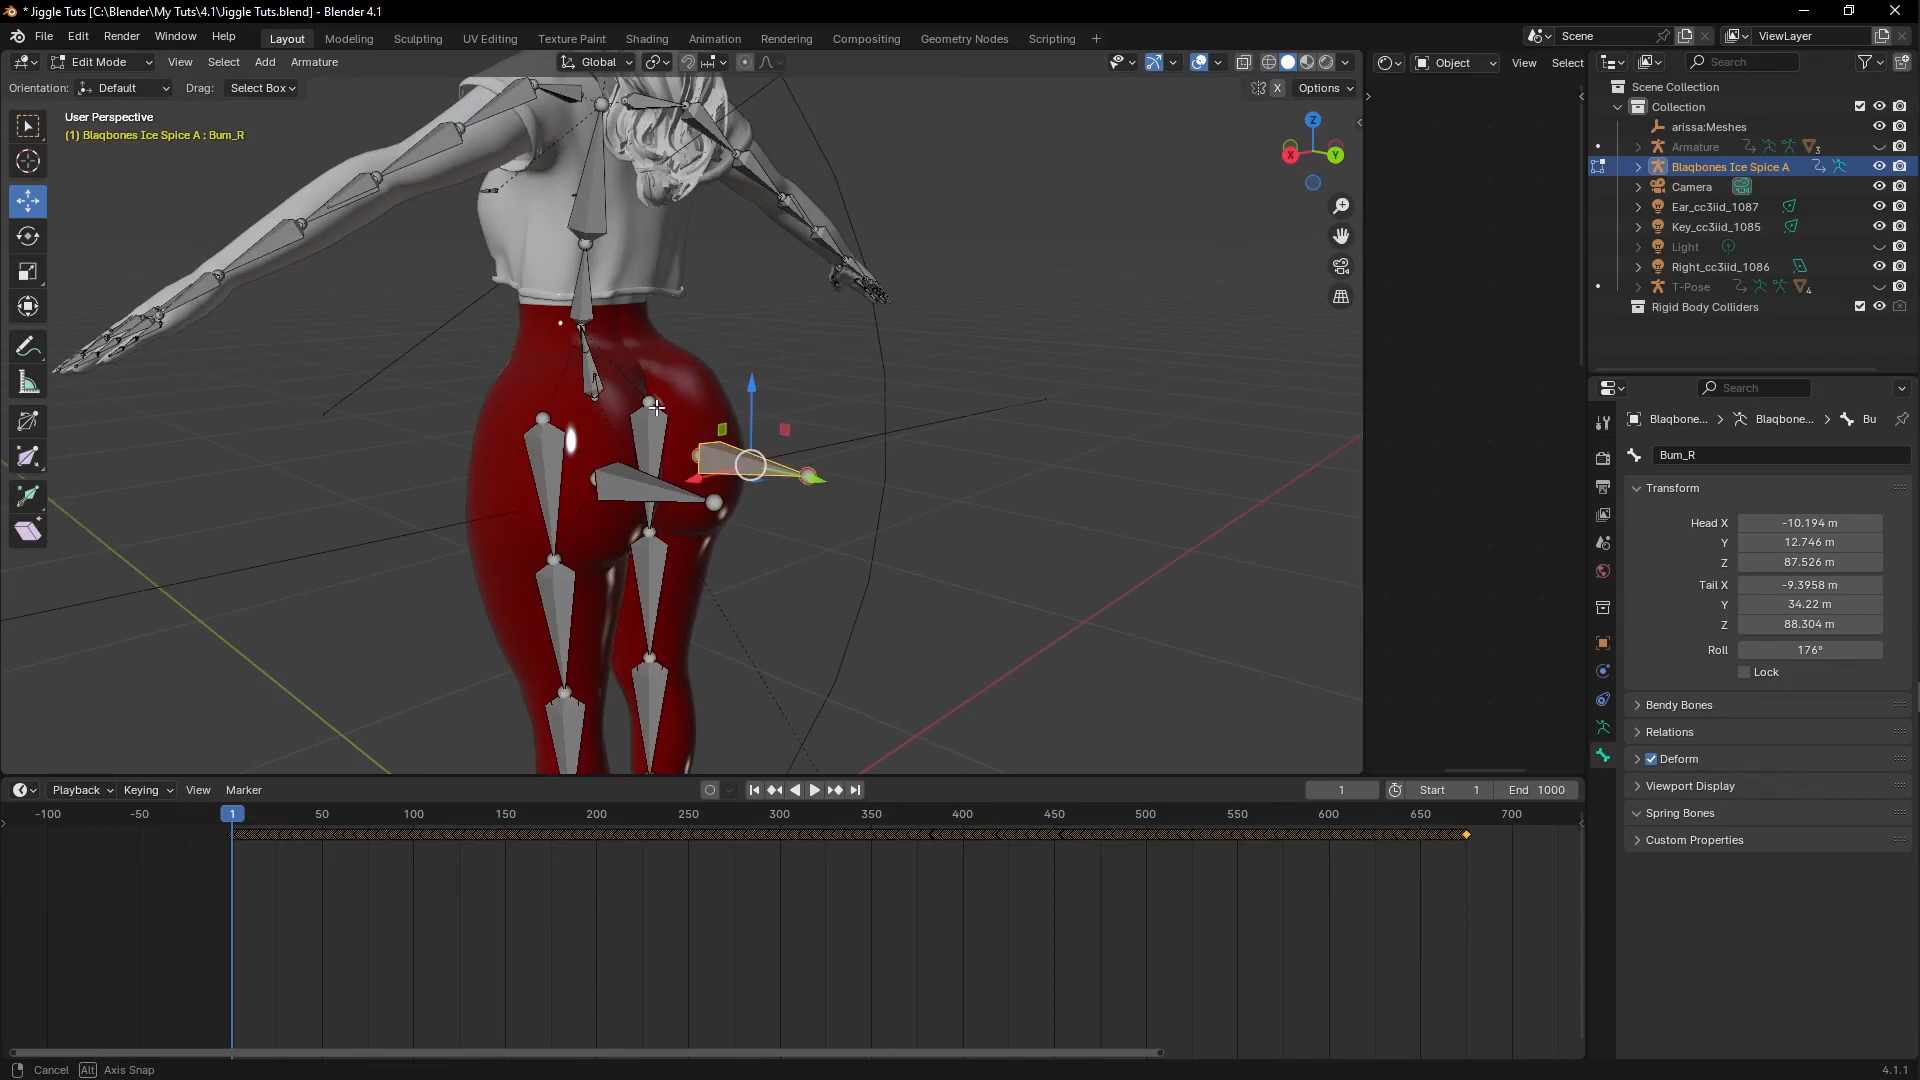 * Jiggle Tuts [C:\Blender\My Tuts\4.1\Jiggle Tuts.blend] - Blender 4.1
File Edit Render Window Help Layout Modeling Sculpting UV Editing Texture Paint Shading Animation Rendering Compositing Geometry Nodes Scripting + Scene ViewLayer
Edit Mode View Select Add Armature Global Object View Select Search
Orientation: Default Drag: Select Box X Options
User Perspective
(1) Blaqbones Ice Spice A : Bum_R
Z
X
Y
Scene Collection
Collection
arissa:Meshes
Armature 3
Blaqbones Ice Spice A
Camera
Ear_cc3iid_1087
Key_cc3iid_1085
Light
Right_cc3iid_1086
T-Pose 4
Rigid Body Colliders
Search
Blaqbone... Blaqbone... Bu
Bum_R
Transform
Head X -10.194 m
Y 12.746 m
Z 87.526 m
Tail X -9.3958 m
Y 34.22 m
Z 88.304 m
Roll 176°
Lock
Bendy Bones
Relations
Deform
Viewport Display
Spring Bones
Custom Properties
Playback Keying View Marker 1 Start 1 End 1000
-100 -50 1 50 100 150 200 250 300 350 400 450 500 550 600 650 700
Cancel Alt Axis Snap 4.1.1